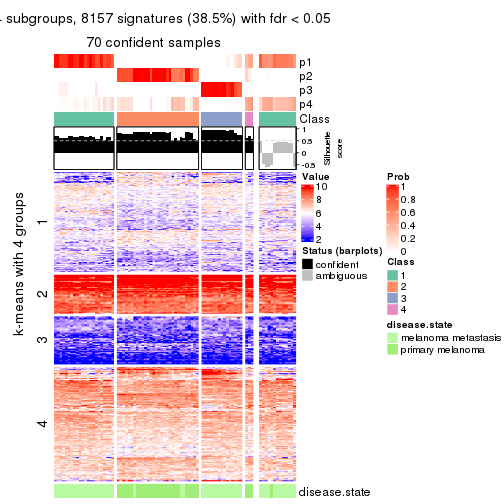 subgroups, 8157 signatures (38.5%) with fdr < 0.05
70 confident samples
p1
p2
p3
p4
Class
1
0.5
0
-0.5
Silhouette
score
k-means with 4 groups
1
2
3
4
Value
10
8
6
4
2
Status (barplots)
confident
ambiguous
Prob
1
0.8
0.6
0.4
0.2
0
Class
1
2
3
4
disease.state
melanoma metastasis
primary melanoma
disease.state